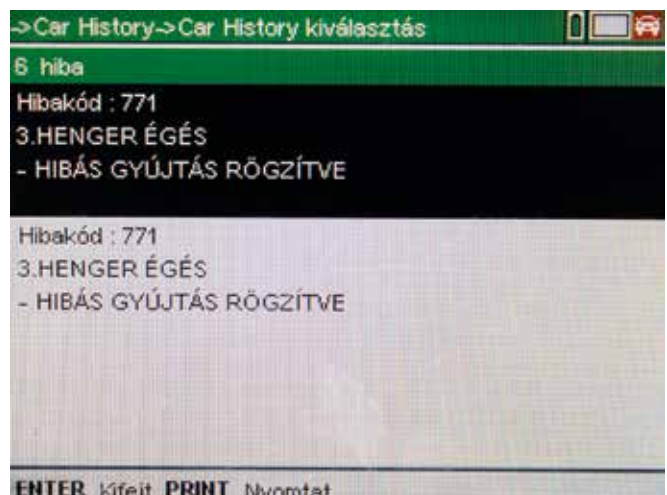 ->Car History->Car History kiválasztás
6 hiba
Hibakód : 771
3.HENGER ÉGÉS
- HIBÁS GYÚJTÁS RÖGZÍTVE
Hibakód : 771
3.HENGER ÉGÉS
- HIBÁS GYÚJTÁS RÖGZÍTVE
ENTER Kifejt PRINT Nyomtat